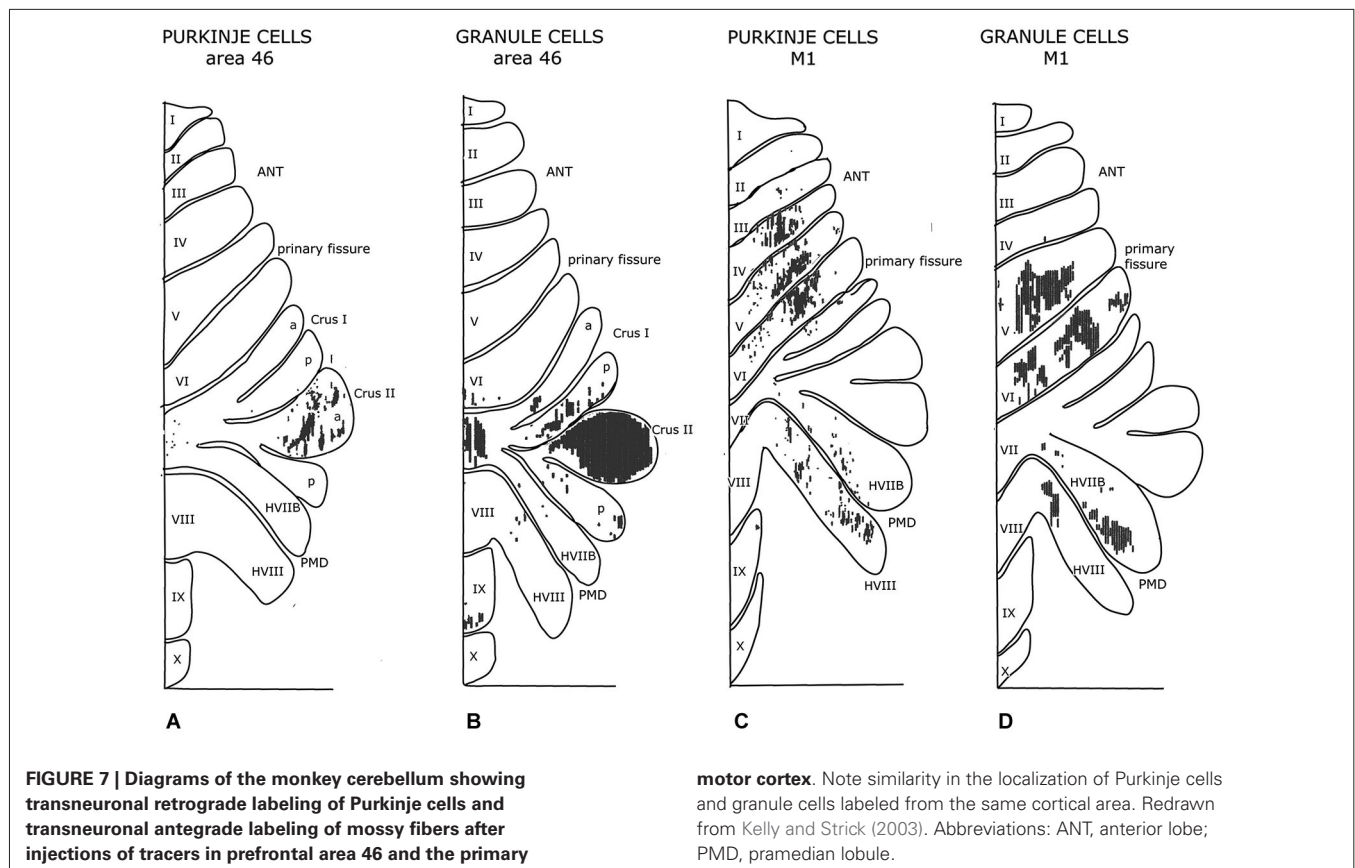 PURKINJE CELLS
area 46
I
II
III
ANT
IV
primary fissure
V
a
Crus I
p
VI
Crus II
a
p
HVIIB
VIII
PMD
HVIII
IX
X
A
GRANULE CELLS
area 46
I
II
ANT
III
IV
prinary fissure
V
a
Crus I
p
VI
Crus II
p
VIII
HVIIB
IX
HVIII
PMD
X
B
PURKINJE CELLS
M1
I
II
ANT
III
IV
primary fissure
V
VI
VII
VIII
HVIIB
PMD
IX
HVIII
X
C
GRANULE CELLS
M1
I
II
ANT
III
IV
primary
fissure
V
VI
VII
HVIIB
VIII
PMD
HVIII
IX
X
D
FIGURE 7 | Diagrams of the monkey cerebellum showing
transneuronal retrograde labeling of Purkinje cells and
transneuronal antegrade labeling of mossy fibers after
injections of tracers in prefrontal area 46 and the primary
motor cortex. Note similarity in the localization of Purkinje cells
and granule cells labeled from the same cortical area. Redrawn
from Kelly and Strick (2003). Abbreviations: ANT, anterior lobe;
PMD, pramedian lobule.